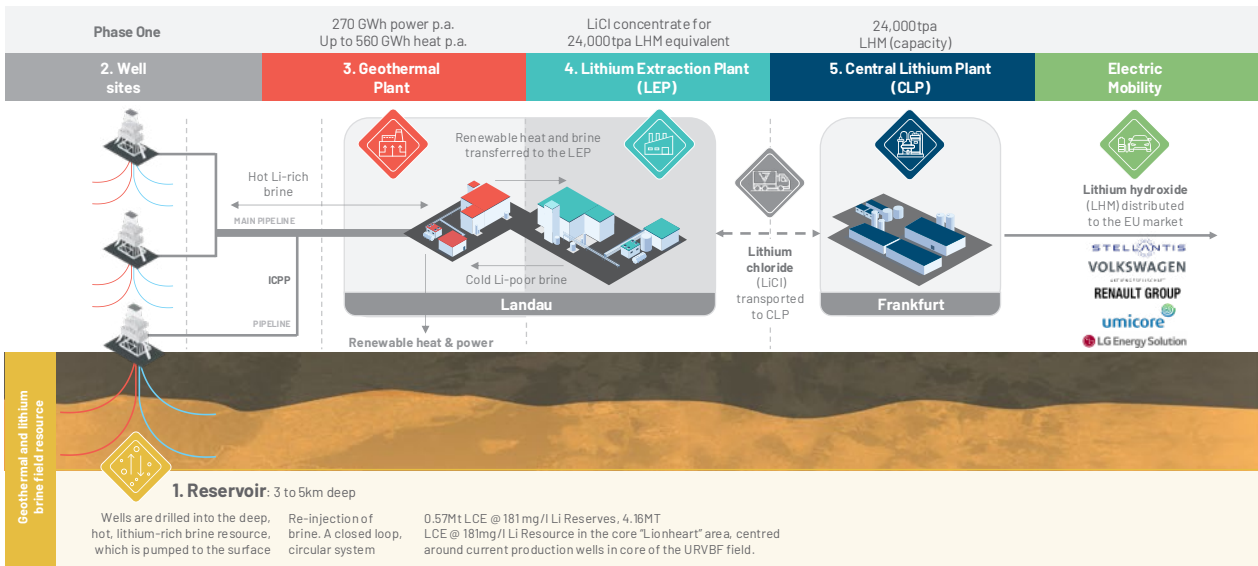 Phase One
270 GWh power p.a.
Up to 560 GWh heat p.a.
LiCl concentrate for
24,000tpa LHM equivalent
24,000tpa
LHM (capacity)
2. Well
sites
3. Geothermal
Plant
4. Lithium Extraction Plant
(LEP)
5. Central Lithium Plant
(CLP)
Electric
Mobility
Hot Li-rich
brine
MAIN PIPELINE
ICPP
PIPELINE
Renewable heat and brine
transferred to the LEP
Cold Li-poor brine
Landau
Renewable heat & power
Lithium
chloride
(LiCl)
transported
to CLP
Frankfurt
Lithium hydroxide
(LHM) distributed
to the EU market
STELLANTIS
VOLKSWAGEN
AKTIENGESELLSCHAFT
RENAULT GROUP
umicore
LG Energy Solution
Geothermal and lithium
brine field resource
1. Reservoir: 3 to 5km deep
Wells are drilled into the deep,
hot, lithium-rich brine resource,
which is pumped to the surface
Re-injection of
brine. A closed loop,
circular system
0.57Mt LCE @ 181 mg/l Li Reserves, 4.16MT
LCE @ 181mg/l Li Resource in the core “Lionheart” area, centred
around current production wells in core of the URVBF field.